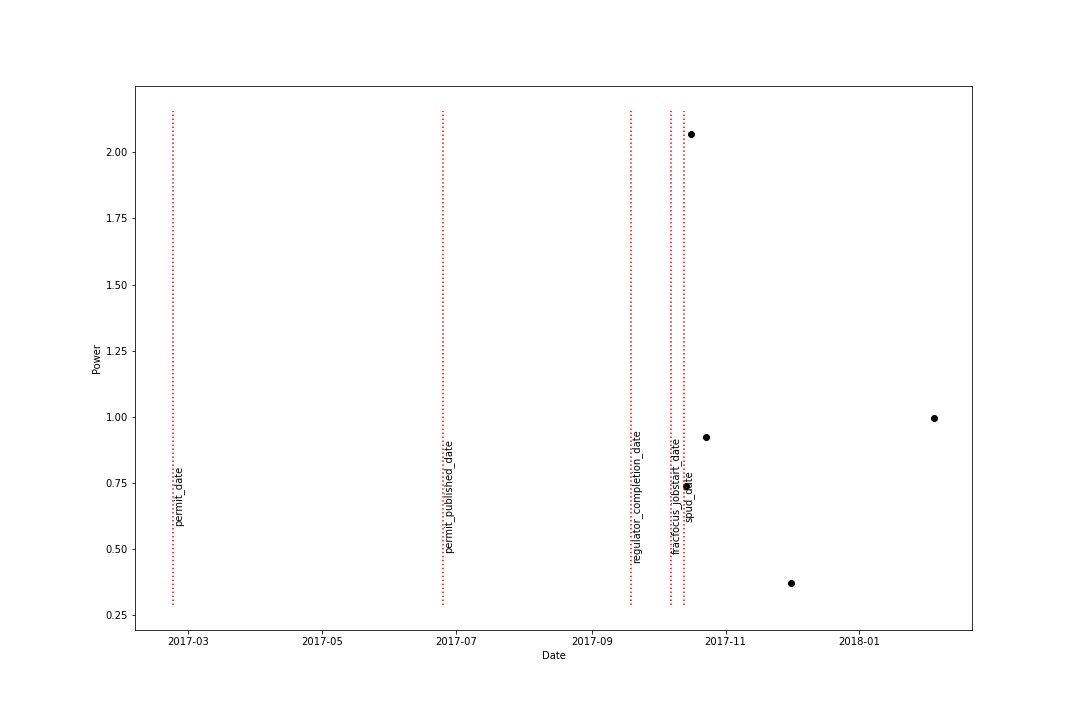 2.00
1.75
1.50
1.25
1.00
0.75
0.50
0.25
Power
permit_date
permit_published_date
regulator_completion_date
fracfocus_jobstart_date
spud_date
2017-03
2017-05
2017-07
2017-09
2017-11
2018-01
Date